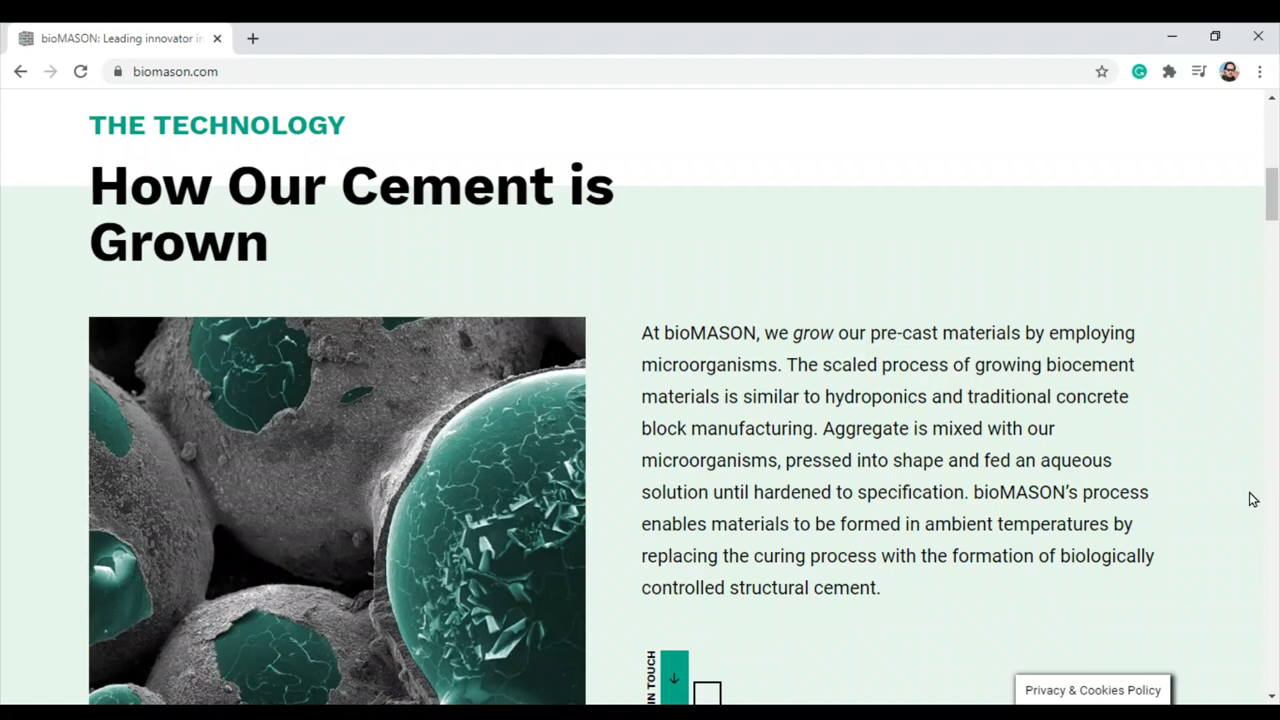 bioMASON: Leading innovator in
biomason.com
THE TECHNOLOGY
How Our Cement is
Grown
At bioMASON, we grow our pre-cast materials by employing
microorganisms. The scaled process of growing biocement
materials is similar to hydroponics and traditional concrete
block manufacturing. Aggregate is mixed with our
microorganisms, pressed into shape and fed an aqueous
solution until hardened to specification. bioMASON’s process
enables materials to be formed in ambient temperatures by
replacing the curing process with the formation of biologically
controlled structural cement.
IN TOUCH
Privacy & Cookies Policy